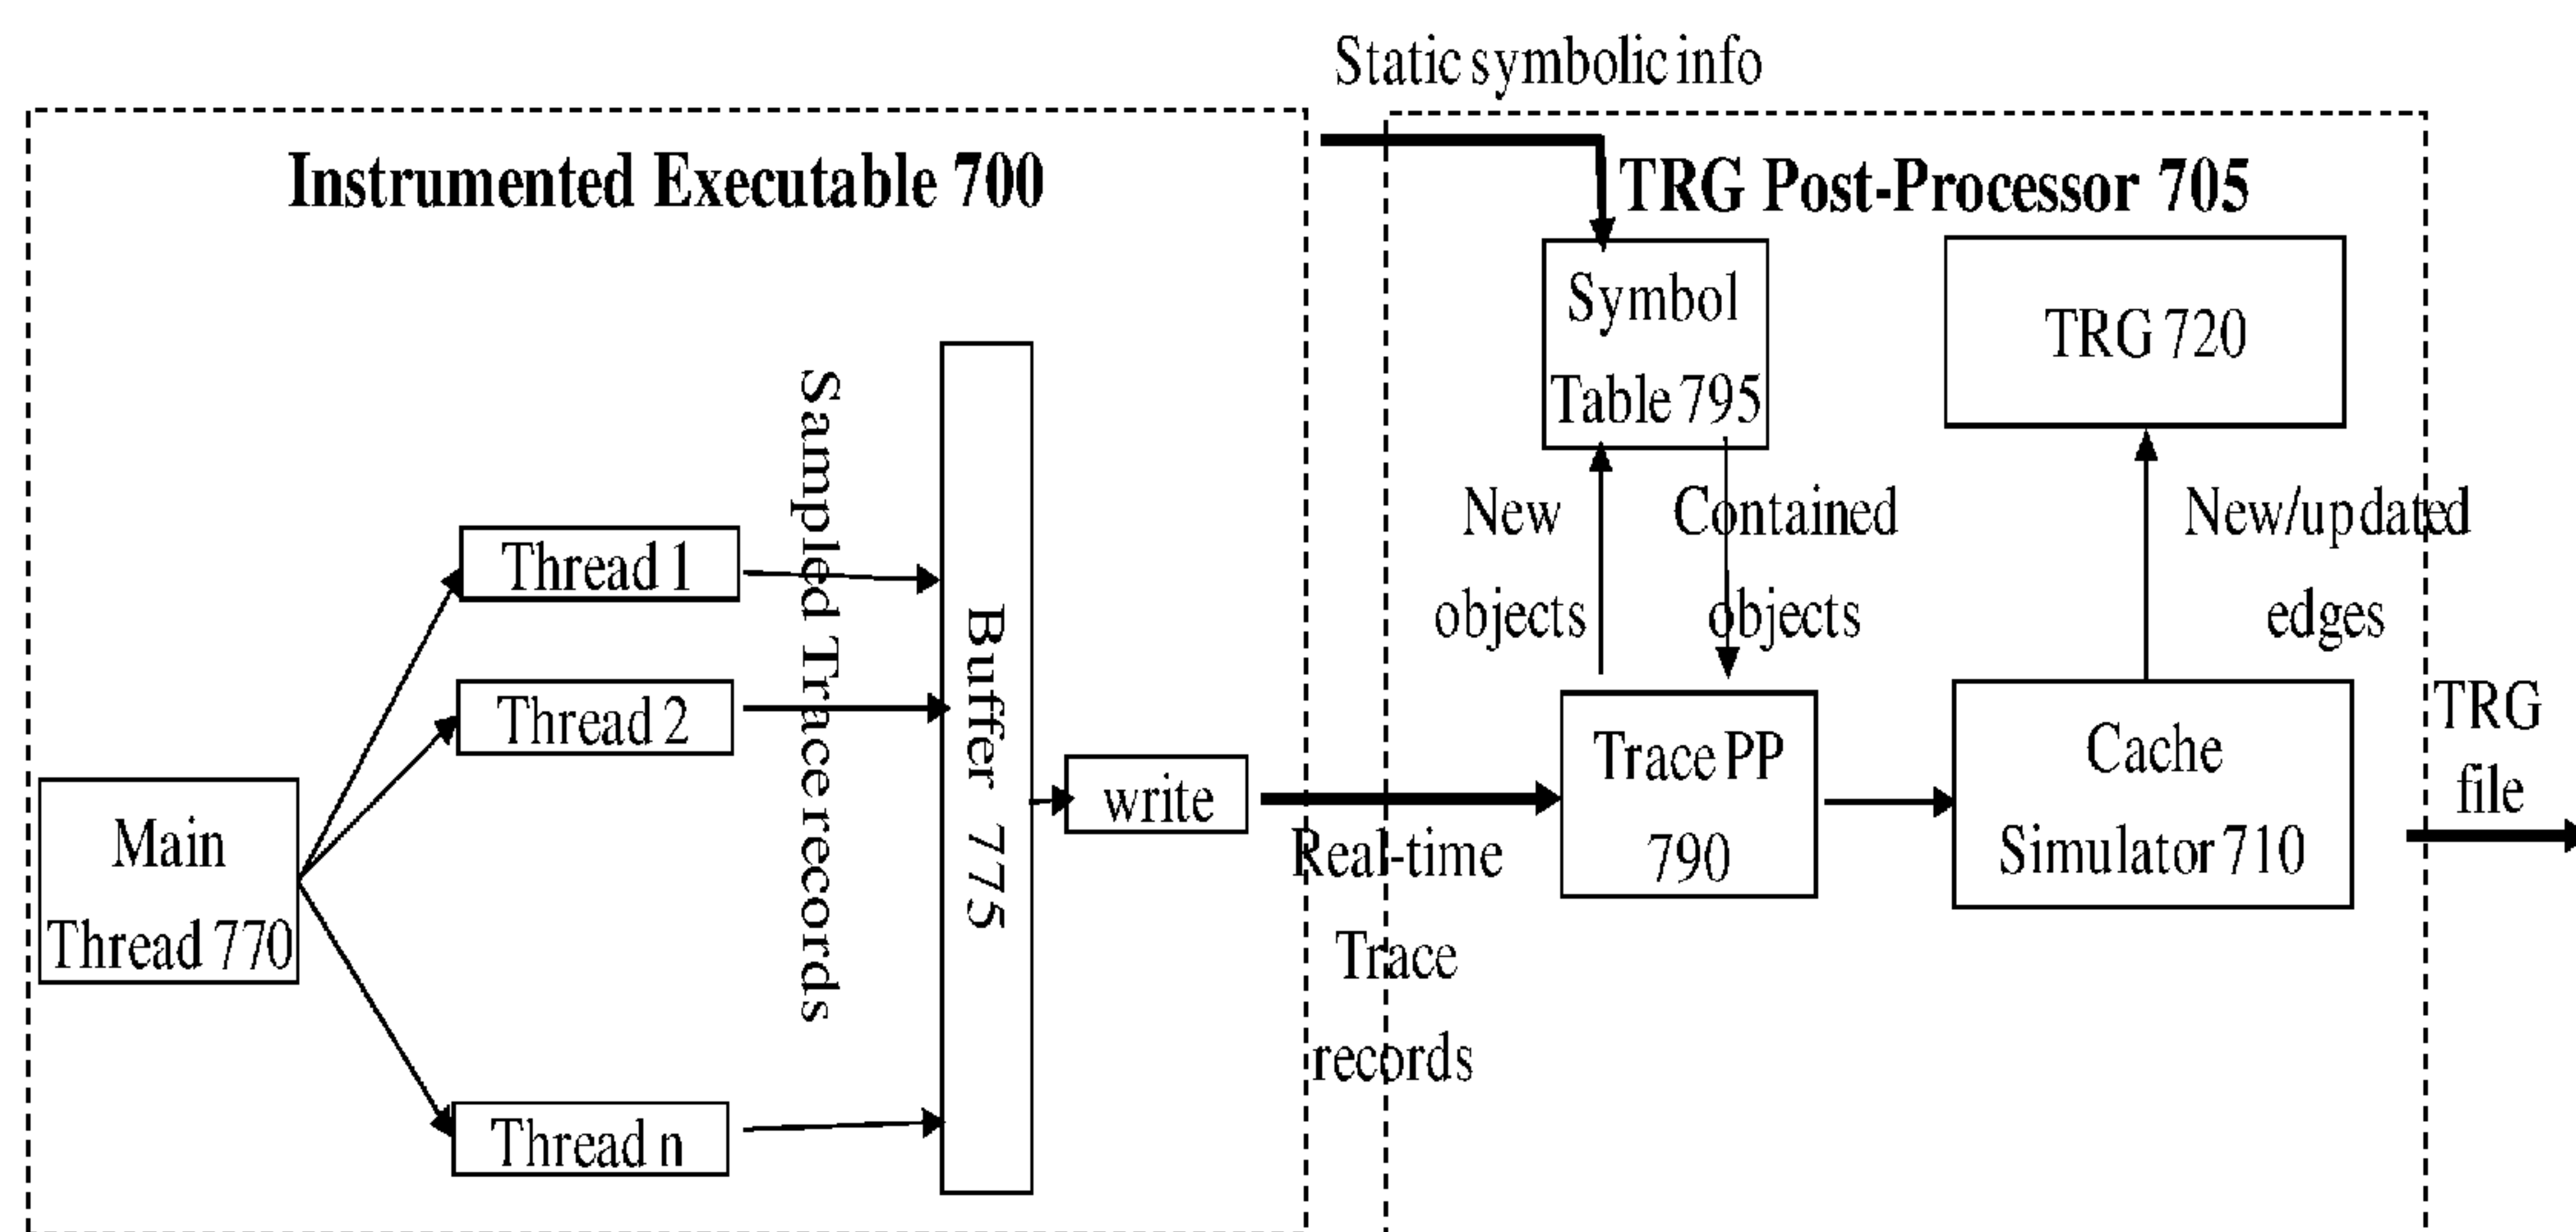 Static symbolic info
Instrumented Executable 700
TRG Post-Processor 705
Symbol
Table 795
TRG 720
Sampled Trace records
Buffer 775
Thread 1
Thread 2
Thread n
Main
Thread 770
write
New
objects
Contained
objects
New/updated
edges
Trace PP
790
Cache
Simulator 710
TRG
file
Real-time
Trace
records